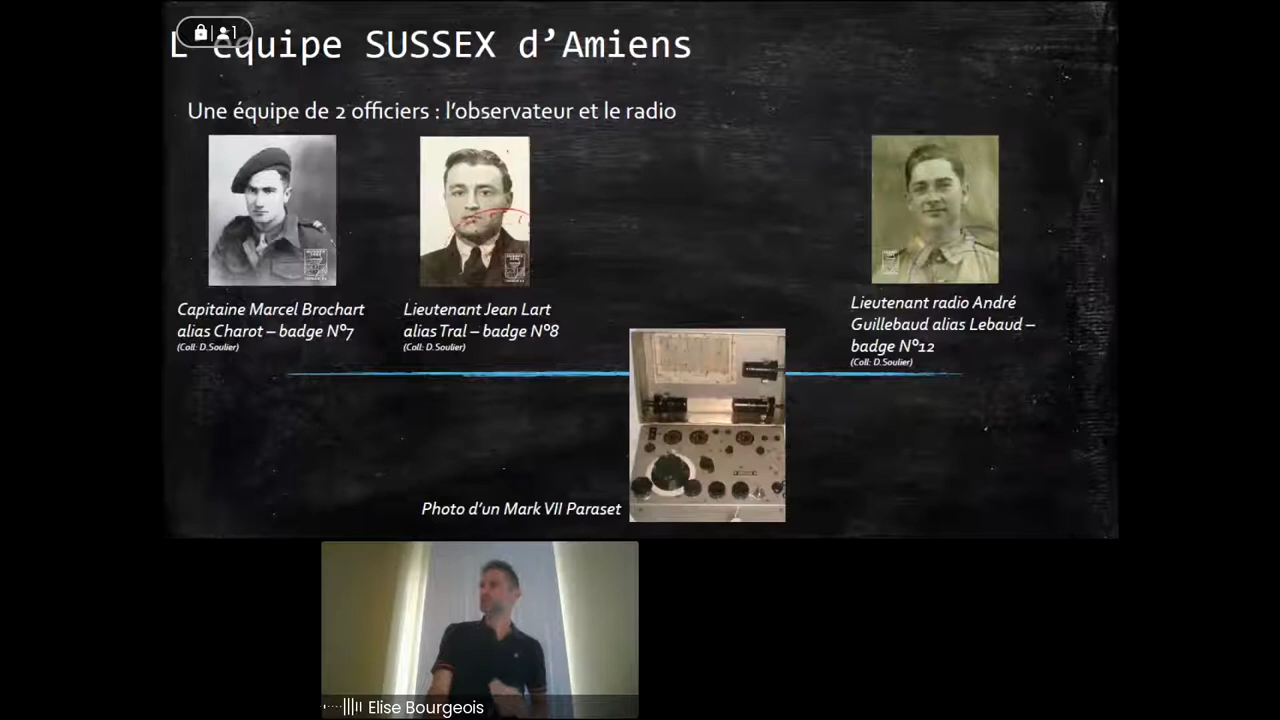 1
L'équipe SUSSEX d'Amiens
Une équipe de 2 officiers : l'observateur et le radio
Capitaine Marcel Brochart
alias Charot – badge N°7
(Coll: D.Soulier)
Lieutenant Jean Lart
alias Tral – badge N°8
(Coll: D.Soulier)
Lieutenant radio André
Guillebaud alias Lebaud –
badge N°12
(Coll: D.Soulier)
Photo d'un Mark VII Paraset
Elise Bourgeois